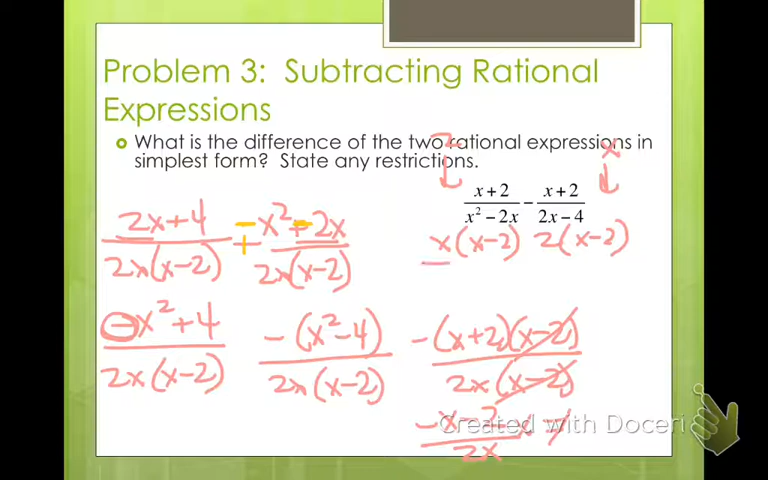 Problem 3: Subtracting Rational
Expressions
What is the difference of the two rational expressions in
simplest form? State any restrictions.
2 x
x + 2 / x² − 2x − x + 2 / 2x − 4
x(x-2) 2(x-2)
2x+4 / 2x(x-2) + -x² - 2x / 2x(x-2)
-x²+4 / 2x(x-2) -(x²-4) / 2x(x-2) -(x+2)(x-2) / 2x(x-2)
-x-2 / 2x
Created with Doceri